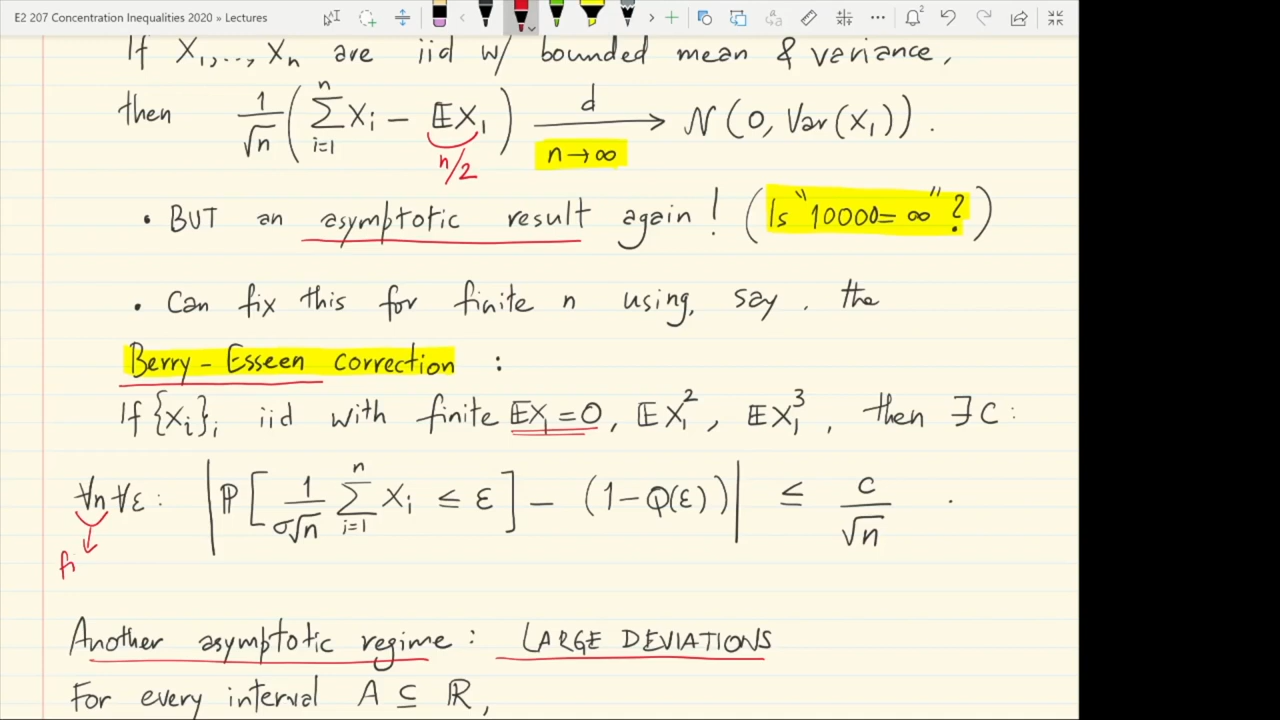 E2 207 Concentration Inequalities 2020 » Lectures
If X₁,..., Xₙ are iid w/ bounded mean & variance,
then 1/√n ( ∑ᵢ₌₁ⁿ Xᵢ − 𝔼X₁ ) →ᵈ N(0, Var(X₁)).
n/2 n→∞
• BUT an asymptotic result again! (Is "10000= ∞"?)
• Can fix this for finite n using, say, the
Berry - Esseen correction :
If {Xᵢ}ᵢ iid with finite 𝔼X₁=0, 𝔼X₁², 𝔼X₁³, then ∃C:
∀n∀ε: |ℙ[ 1/σ√n ∑ᵢ₌₁ⁿ Xᵢ ≤ ε ] − (1−Q(ε))| ≤ c/√n .
fi
Another asymptotic regime: LARGE DEVIATIONS
For every interval A ⊆ ℝ,